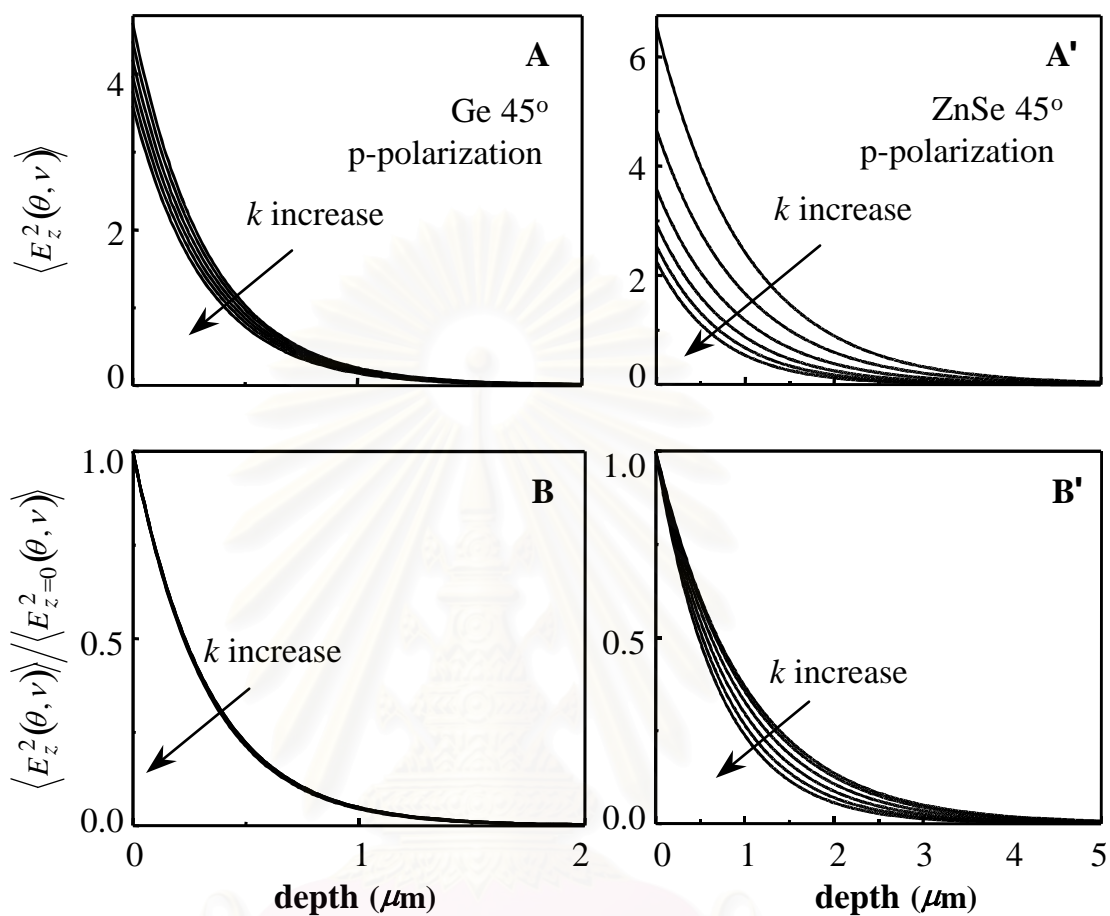 A
Ge 45°
p-polarization
k increase
4
2
0
⟨E_z^2(θ,ν)⟩
A'
ZnSe 45°
p-polarization
k increase
6
4
2
0
B
k increase
1.0
0.5
0.0
0 1 2
depth (μm)
⟨E_z^2(θ,ν)⟩/⟨E_{z=0}^2(θ,ν)⟩
B'
k increase
1.0
0.5
0.0
0 1 2 3 4 5
depth (μm)